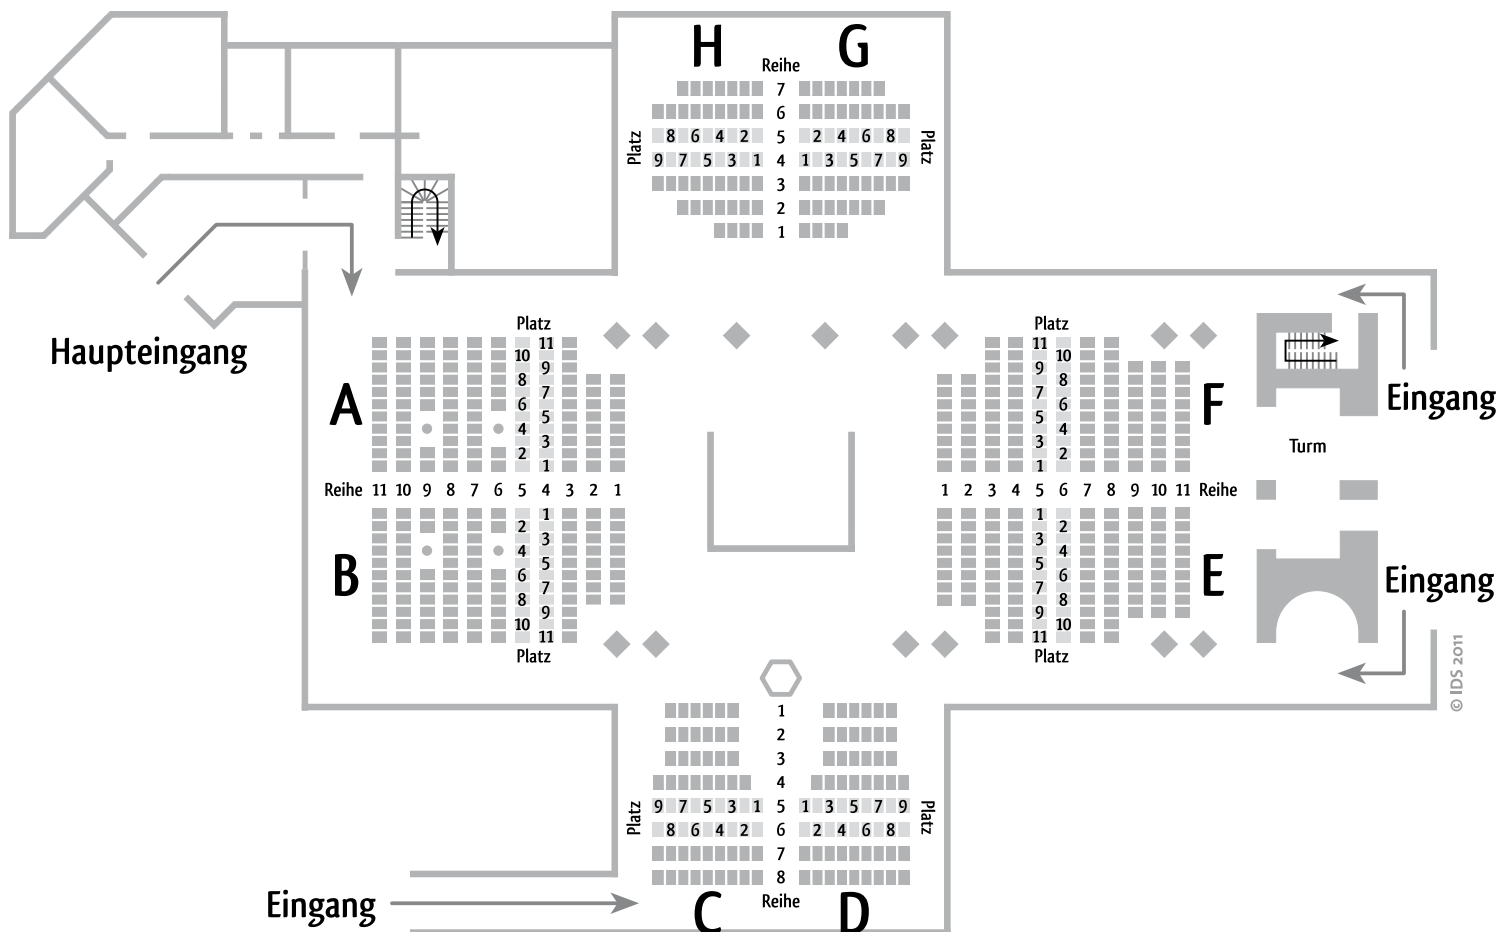 H G
Reihe
7
6
Platz 8 6 4 2 5 2 4 6 8 Platz
9 7 5 3 1 4 1 3 5 7 9
3
2
1
Haupteingang
Platz
11
10
9
8
7
6
5
4
3
2
1
A
Reihe 11 10 9 8 7 6 5 4 3 2 1
B
1
2
3
4
5
6
7
8
9
10
11
Platz
Platz
11
10
9
8
7
6
5
4
3
2
1
F
1 2 3 4 5 6 7 8 9 10 11 Reihe
E
1
2
3
4
5
6
7
8
9
10
11
Platz
Eingang
Turm
Eingang
© IDS 2011
1
2
3
4
Platz 9 7 5 3 1 5 1 3 5 7 9 Platz
8 6 4 2 6 2 4 6 8
7
8
Reihe
C D
Eingang